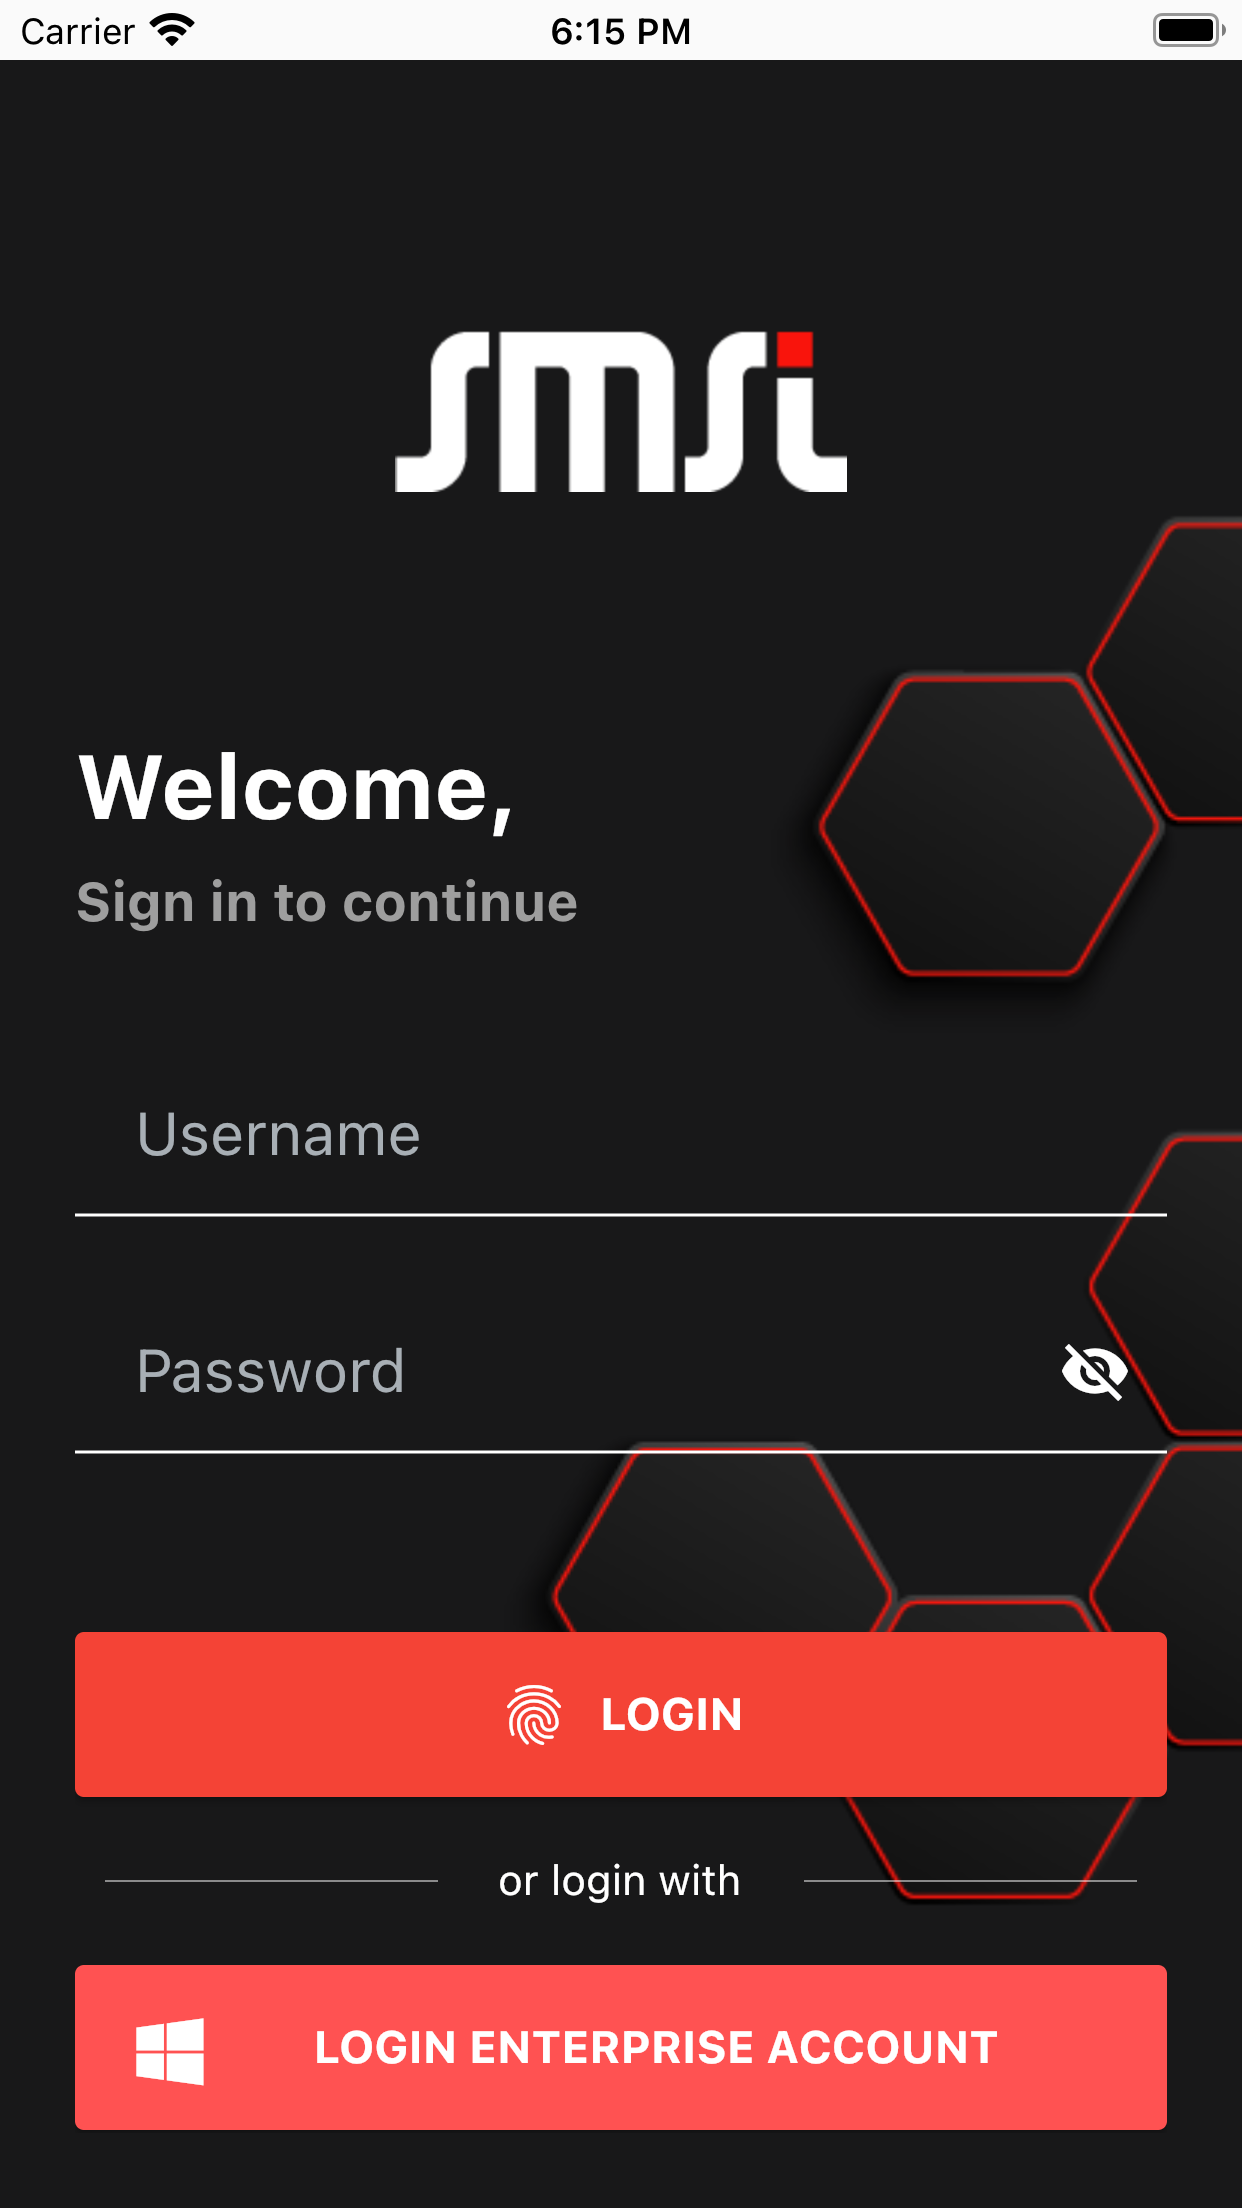 Carrier 6:15 PM
smsi
Welcome,
Sign in to continue
Username
Password
LOGIN
or login with
LOGIN ENTERPRISE ACCOUNT